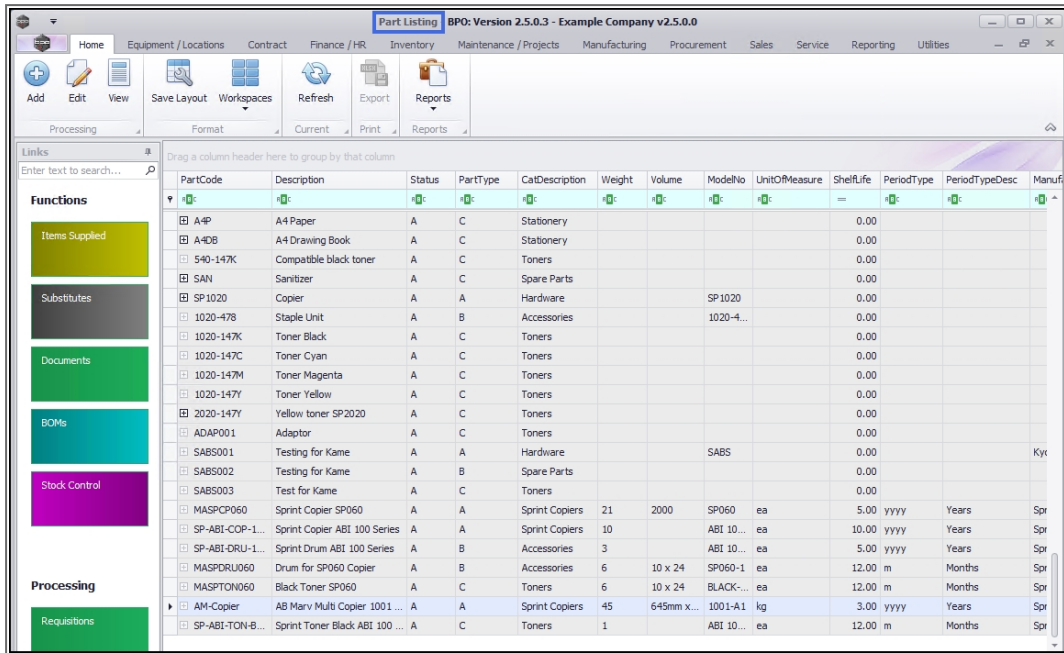 Part Listing BPO: Version 2.5.0.3 - Example Company v2.5.0.0
Home Equipment / Locations Contract Finance / HR Inventory Maintenance / Projects Manufacturing Procurement Sales Service Reporting Utilities
Add Edit View Save Layout Workspaces Refresh Export Reports
Processing Format Current Print Reports
Links
Enter text to search...
Functions
Items Supplied
Substitutes
Documents
BOMs
Stock Control
Processing
Requisitions
Drag a column header here to group by that column
PartCode Description Status PartType CatDescription Weight Volume ModelNo UnitOfMeasure ShelfLife PeriodType PeriodTypeDesc Manufa
=
A4P A4 Paper A C Stationery 0.00
A4DB A4 Drawing Book A C Stationery 0.00
540-147K Compatible black toner A C Toners 0.00
SAN Sanitizer A C Spare Parts 0.00
SP1020 Copier A A Hardware SP1020 0.00
1020-478 Staple Unit A B Accessories 1020-4... 0.00
1020-147K Toner Black A C Toners 0.00
1020-147C Toner Cyan A C Toners 0.00
1020-147M Toner Magenta A C Toners 0.00
1020-147Y Toner Yellow A C Toners 0.00
2020-147Y Yellow toner SP2020 A C Toners 0.00
ADAP001 Adaptor A C Toners 0.00
SABS001 Testing for Kame A A Hardware SABS 0.00 Kyo
SABS002 Testing for Kame A B Spare Parts 0.00
SABS003 Test for Kame A C Toners 0.00
MASPCP060 Sprint Copier SP060 A A Sprint Copiers 21 2000 SP060 ea 5.00 yyyy Years Spr
SP-ABI-COP-1... Sprint Copier ABI 100 Series A A Sprint Copiers 10 ABI 10... ea 10.00 yyyy Years Spr
SP-ABI-DRU-1... Sprint Drum ABI 100 Series A B Accessories 3 ABI 10... ea 5.00 yyyy Years Spr
MASPDRU060 Drum for SP060 Copier A B Accessories 6 10 x 24 SP060-1 ea 12.00 m Months Spr
MASPTON060 Black Toner SP060 A C Toners 6 10 x 24 BLACK-... ea 12.00 m Months Spr
AM-Copier AB Marv Multi Copier 1001 ... A A Sprint Copiers 45 645mm x... 1001-A1 kg 3.00 yyyy Years Spr
SP-ABI-TON-B... Sprint Toner Black ABI 100 ... A C Toners 1 ABI 10... ea 12.00 m Months Spr